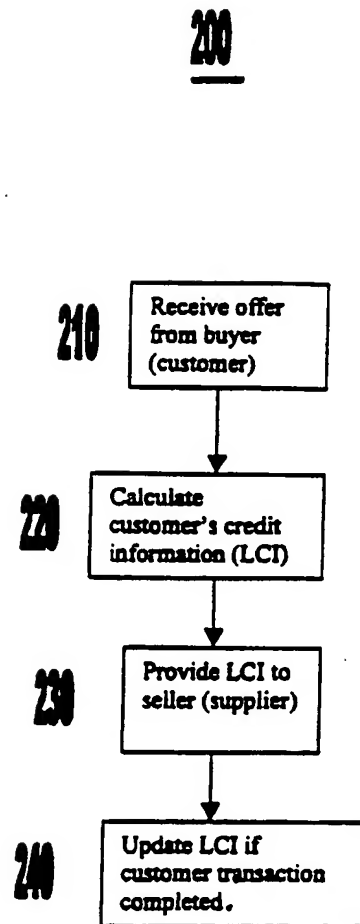 200
210
Receive offer
from buyer
(customer)
220
Calculate
customer's credit
information (LCI)
230
Provide LCI to
seller (supplier)
240
Update LCI if
customer transaction
completed.